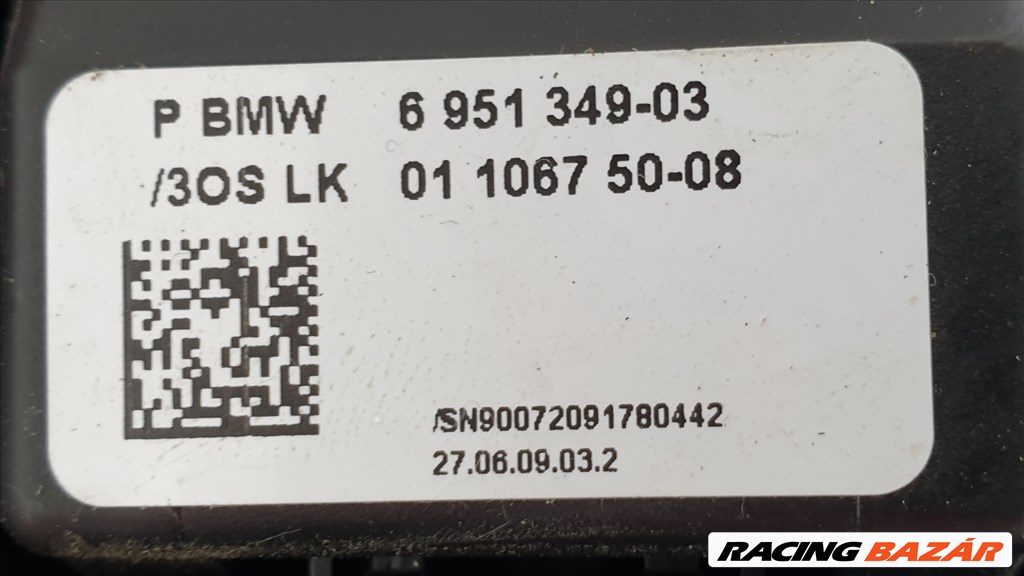 P BMW 6 951 349-03
/3OS LK 01 1067 50-08
/SN90072091780442
27.06.09.03.2
RACING BAZÁR